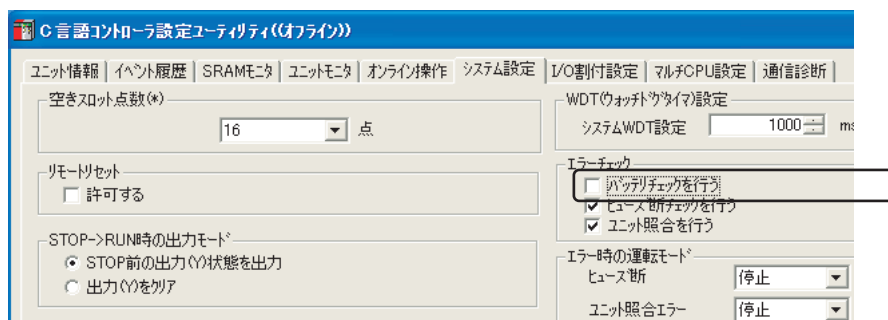 C言語コントローラ設定ユーティリティ((オフライン))
ユニット情報 イベント履歴 SRAMモニタ ユニットモニタ オンライン操作 システム設定 I/O割付設定 マルチCPU設定 通信診断
空きスロット点数(*)
16 点
リモートリセット
許可する
STOP->RUN時の出力モード
STOP前の出力(Y)状態を出力
出力(Y)をクリア
WDT(ウォッチドグタイマ)設定
システムWDT設定 1000 ms
エラーチェック
バッテリチェックを行う
ヒューズ断チェックを行う
ユニット照合を行う
エラー時の運転モード
ヒューズ断 停止
ユニット照合エラー 停止